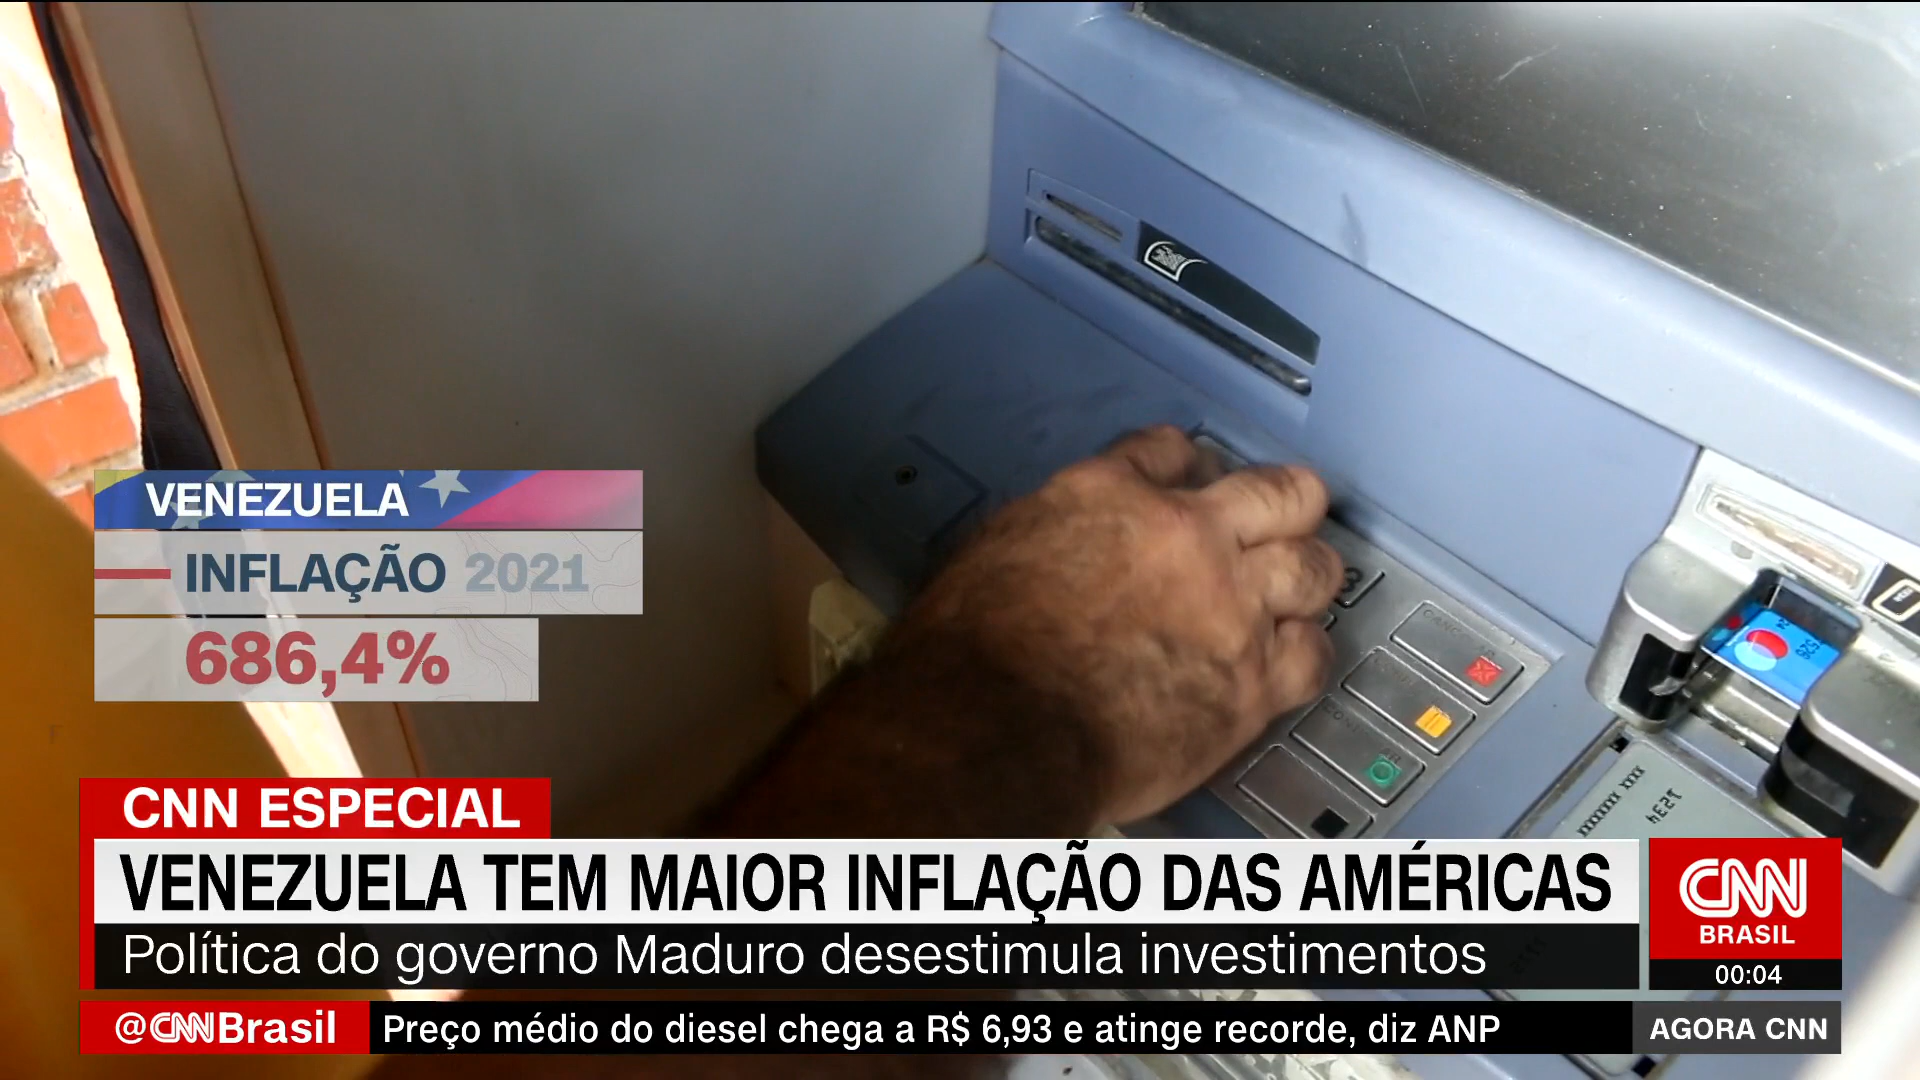 VENEZUELA
INFLAÇÃO 2021
686,4%
CNN ESPECIAL
VENEZUELA TEM MAIOR INFLAÇÃO DAS AMÉRICAS
Política do governo Maduro desestimula investimentos
CNN
BRASIL
00:04
@CNNBrasil
Preço médio do diesel chega a R$ 6,93 e atinge recorde, diz ANP
AGORA CNN